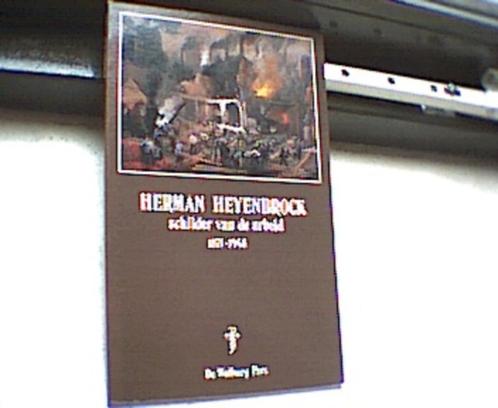 HERMAN HEYENBROCK
schilder van de arbeid
1871-1948
De Walburg Pers